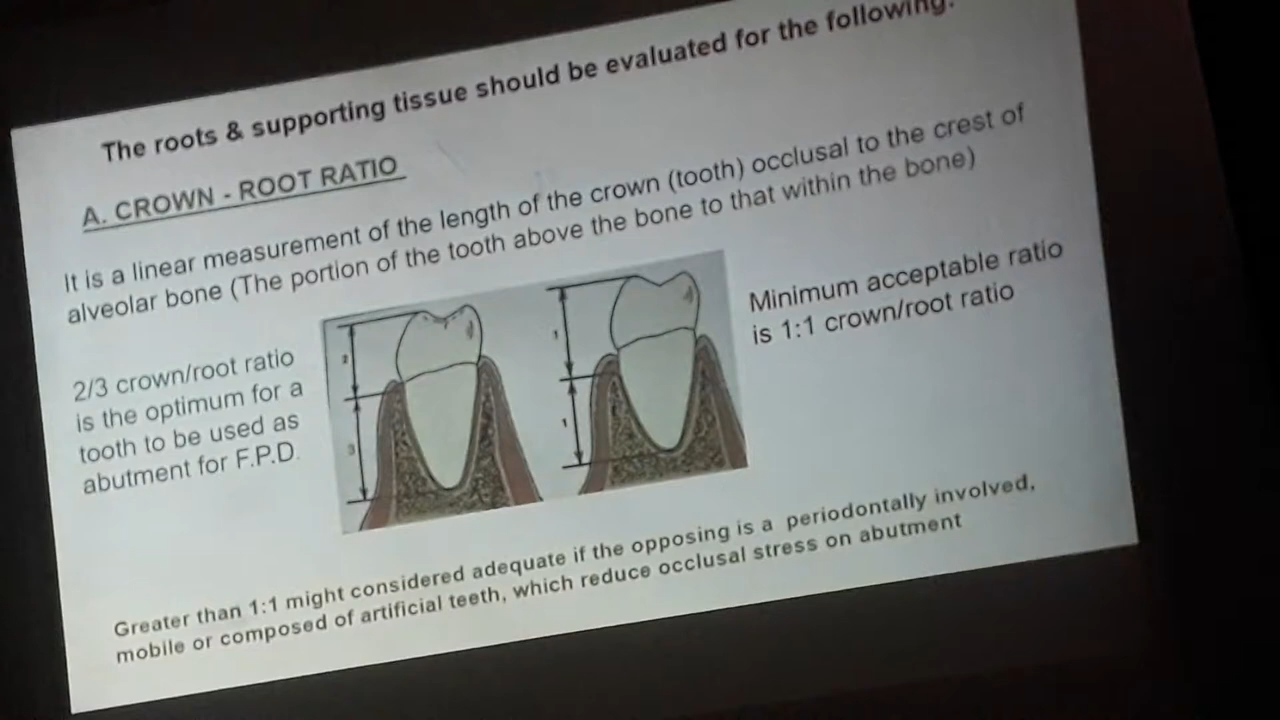 The roots & supporting tissue should be evaluated for the following:
A. CROWN - ROOT RATIO
It is a linear measurement of the length of the crown (tooth) occlusal to the crest of
alveolar bone (The portion of the tooth above the bone to that within the bone)
2/3 crown/root ratio
is the optimum for a
tooth to be used as
abutment for F.P.D.
2
3
1
1
Minimum acceptable ratio
is 1:1 crown/root ratio
Greater than 1:1 might considered adequate if the opposing is a periodontally involved,
mobile or composed of artificial teeth, which reduce occlusal stress on abutment